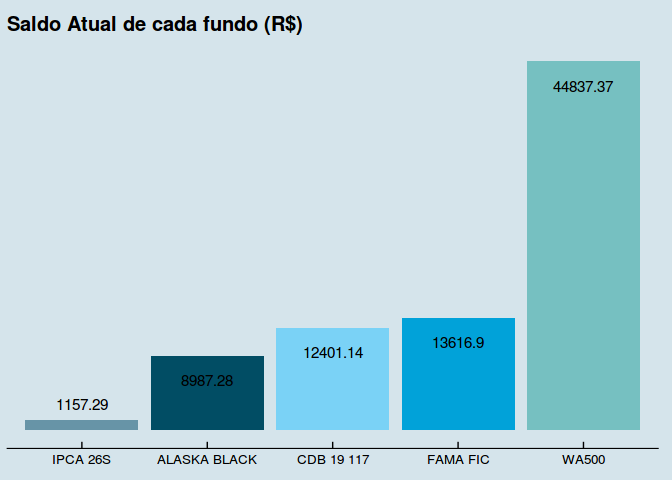 Saldo Atual de cada fundo (R$)
44837.37
13616.9
12401.14
8987.28
1157.29
IPCA 26S
ALASKA BLACK
CDB 19 117
FAMA FIC
WA500